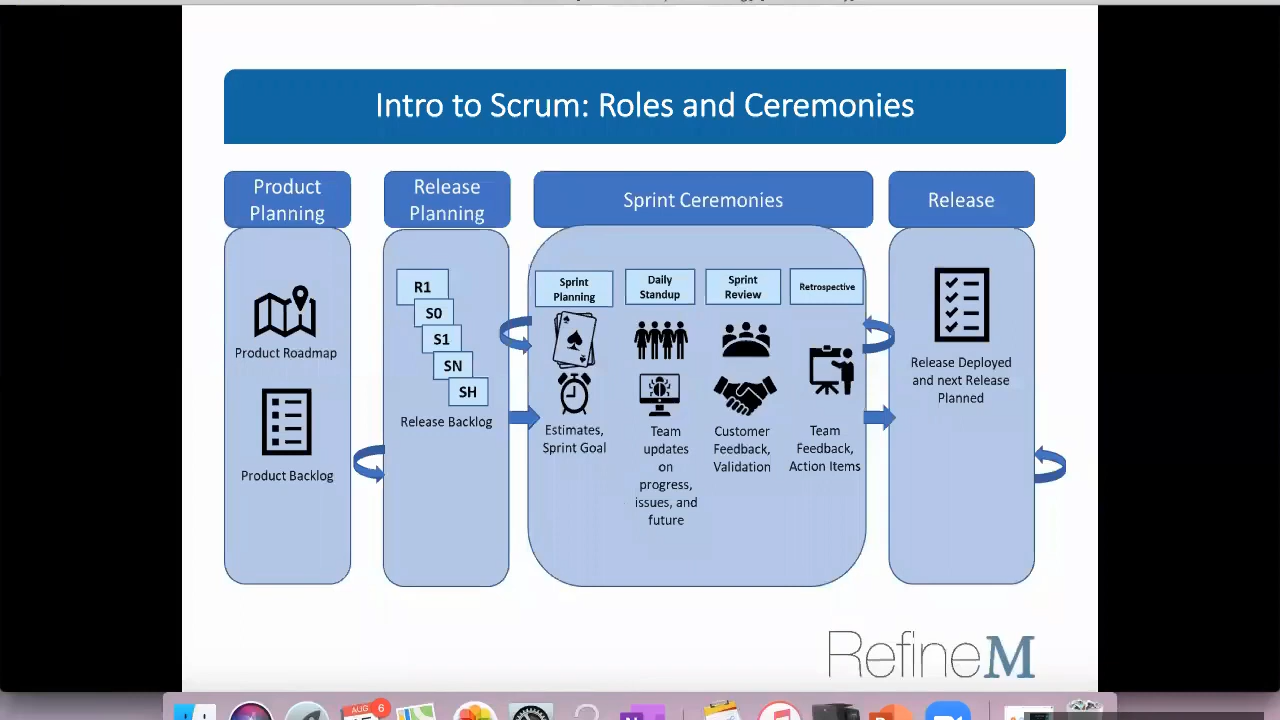 Intro to Scrum: Roles and Ceremonies
Product
Planning
Release
Planning
Sprint Ceremonies
Release
Product Roadmap
Product Backlog
R1
S0
S1
SN
SH
Release Backlog
Sprint
Planning
Estimates,
Sprint Goal
Daily
Standup
Team
updates
on
progress,
issues, and
future
Sprint
Review
Customer
Feedback,
Validation
Retrospective
Team
Feedback,
Action Items
Release Deployed
and next Release
Planned
RefineM
AUG
6